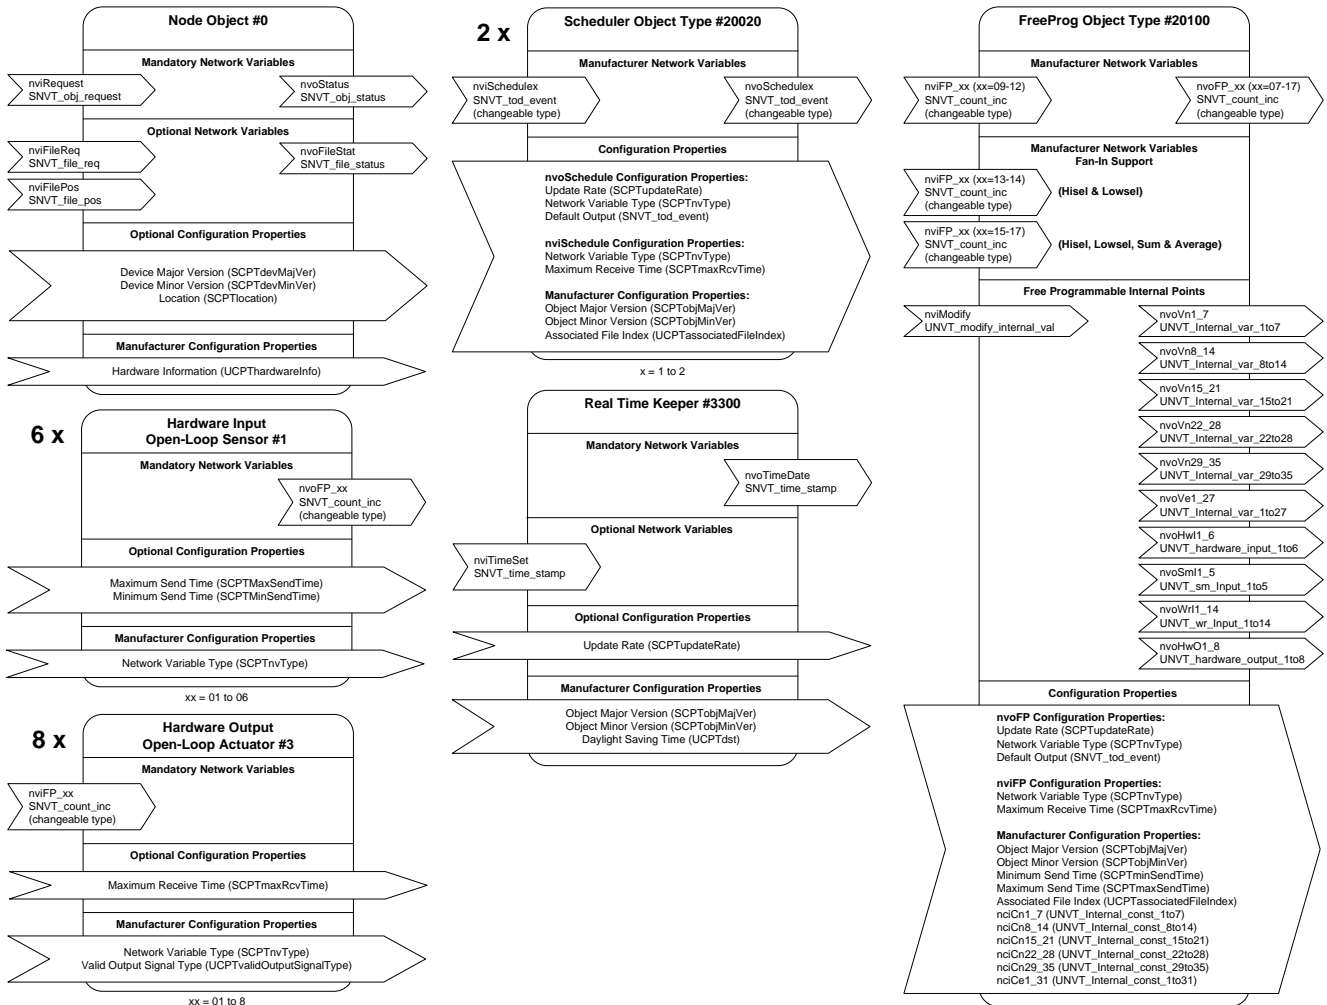 Node Object #0
Mandatory Network Variables
nviRequest
SNVT_obj_request
nvoStatus
SNVT_obj_status
Optional Network Variables
nviFileReq
SNVT_file_req
nvoFileStat
SNVT_file_status
nviFilePos
SNVT_file_pos
Optional Configuration Properties
Device Major Version (SCPTdevMajVer)
Device Minor Version (SCPTdevMinVer)
Location (SCPTlocation)
Manufacturer Configuration Properties
Hardware Information (UCPThardwareInfo)
6 x
Hardware Input
Open-Loop Sensor #1
Mandatory Network Variables
nvoFP_xx
SNVT_count_inc
(changeable type)
Optional Configuration Properties
Maximum Send Time (SCPTMaxSendTime)
Minimum Send Time (SCPTMinSendTime)
Manufacturer Configuration Properties
Network Variable Type (SCPTnvType)
xx = 01 to 06
8 x
Hardware Output
Open-Loop Actuator #3
Mandatory Network Variables
nviFP_xx
SNVT_count_inc
(changeable type)
Optional Configuration Properties
Maximum Receive Time (SCPTmaxRcvTime)
Manufacturer Configuration Properties
Network Variable Type (SCPTnvType)
Valid Output Signal Type (UCPTvalidOutputSignalType)
xx = 01 to 8
2 x
Scheduler Object Type #20020
Manufacturer Network Variables
nviSchedulex
SNVT_tod_event
(changeable type)
nvoSchedulex
SNVT_tod_event
(changeable type)
Configuration Properties
nvoSchedule Configuration Properties:
Update Rate (SCPTupdateRate)
Network Variable Type (SCPTnvType)
Default Output (SNVT_tod_event)
nviSchedule Configuration Properties:
Network Variable Type (SCPTnvType)
Maximum Receive Time (SCPTmaxRcvTime)
Manufacturer Configuration Properties:
Object Major Version (SCPTobjMajVer)
Object Minor Version (SCPTobjMinVer)
Associated File Index (UCPTassociatedFileIndex)
x = 1 to 2
Real Time Keeper #3300
Mandatory Network Variables
nvoTimeDate
SNVT_time_stamp
Optional Network Variables
nviTimeSet
SNVT_time_stamp
Optional Configuration Properties
Update Rate (SCPTupdateRate)
Manufacturer Configuration Properties
Object Major Version (SCPTobjMajVer)
Object Minor Version (SCPTobjMinVer)
Daylight Saving Time (UCPTdst)
FreeProg Object Type #20100
Manufacturer Network Variables
nviFP_xx (xx=09-12)
SNVT_count_inc
(changeable type)
nvoFP_xx (xx=07-17)
SNVT_count_inc
(changeable type)
Manufacturer Network Variables
Fan-In Support
nviFP_xx (xx=13-14)
SNVT_count_inc
(changeable type)
(Hisel & Lowsel)
nviFP_xx (xx=15-17)
SNVT_count_inc
(changeable type)
(Hisel, Lowsel, Sum & Average)
Free Programmable Internal Points
nviModify
UNVT_modify_internal_val
nvoVn1_7
UNVT_Internal_var_1to7
nvoVn8_14
UNVT_Internal_var_8to14
nvoVn15_21
UNVT_Internal_var_15to21
nvoVn22_28
UNVT_Internal_var_22to28
nvoVn29_35
UNVT_Internal_var_29to35
nvoVe1_27
UNVT_Internal_var_1to27
nvoHwI1_6
UNVT_hardware_input_1to6
nvoSmI1_5
UNVT_sm_Input_1to5
nvoWrI1_14
UNVT_wr_Input_1to14
nvoHwO1_8
UNVT_hardware_output_1to8
Configuration Properties
nvoFP Configuration Properties:
Update Rate (SCPTupdateRate)
Network Variable Type (SCPTnvType)
Default Output (SNVT_tod_event)
nviFP Configuration Properties:
Network Variable Type (SCPTnvType)
Maximum Receive Time (SCPTmaxRcvTime)
Manufacturer Configuration Properties:
Object Major Version (SCPTobjMajVer)
Object Minor Version (SCPTobjMinVer)
Minimum Send Time (SCPTminSendTime)
Maximum Send Time (SCPTmaxSendTime)
Associated File Index (UCPTassociatedFileIndex)
nciCn1_7 (UNVT_Internal_const_1to7)
nciCn8_14 (UNVT_Internal_const_8to14)
nciCn15_21 (UNVT_Internal_const_15to21)
nciCn22_28 (UNVT_Internal_const_22to28)
nciCn29_35 (UNVT_Internal_const_29to35)
nciCe1_31 (UNVT_Internal_const_1to31)